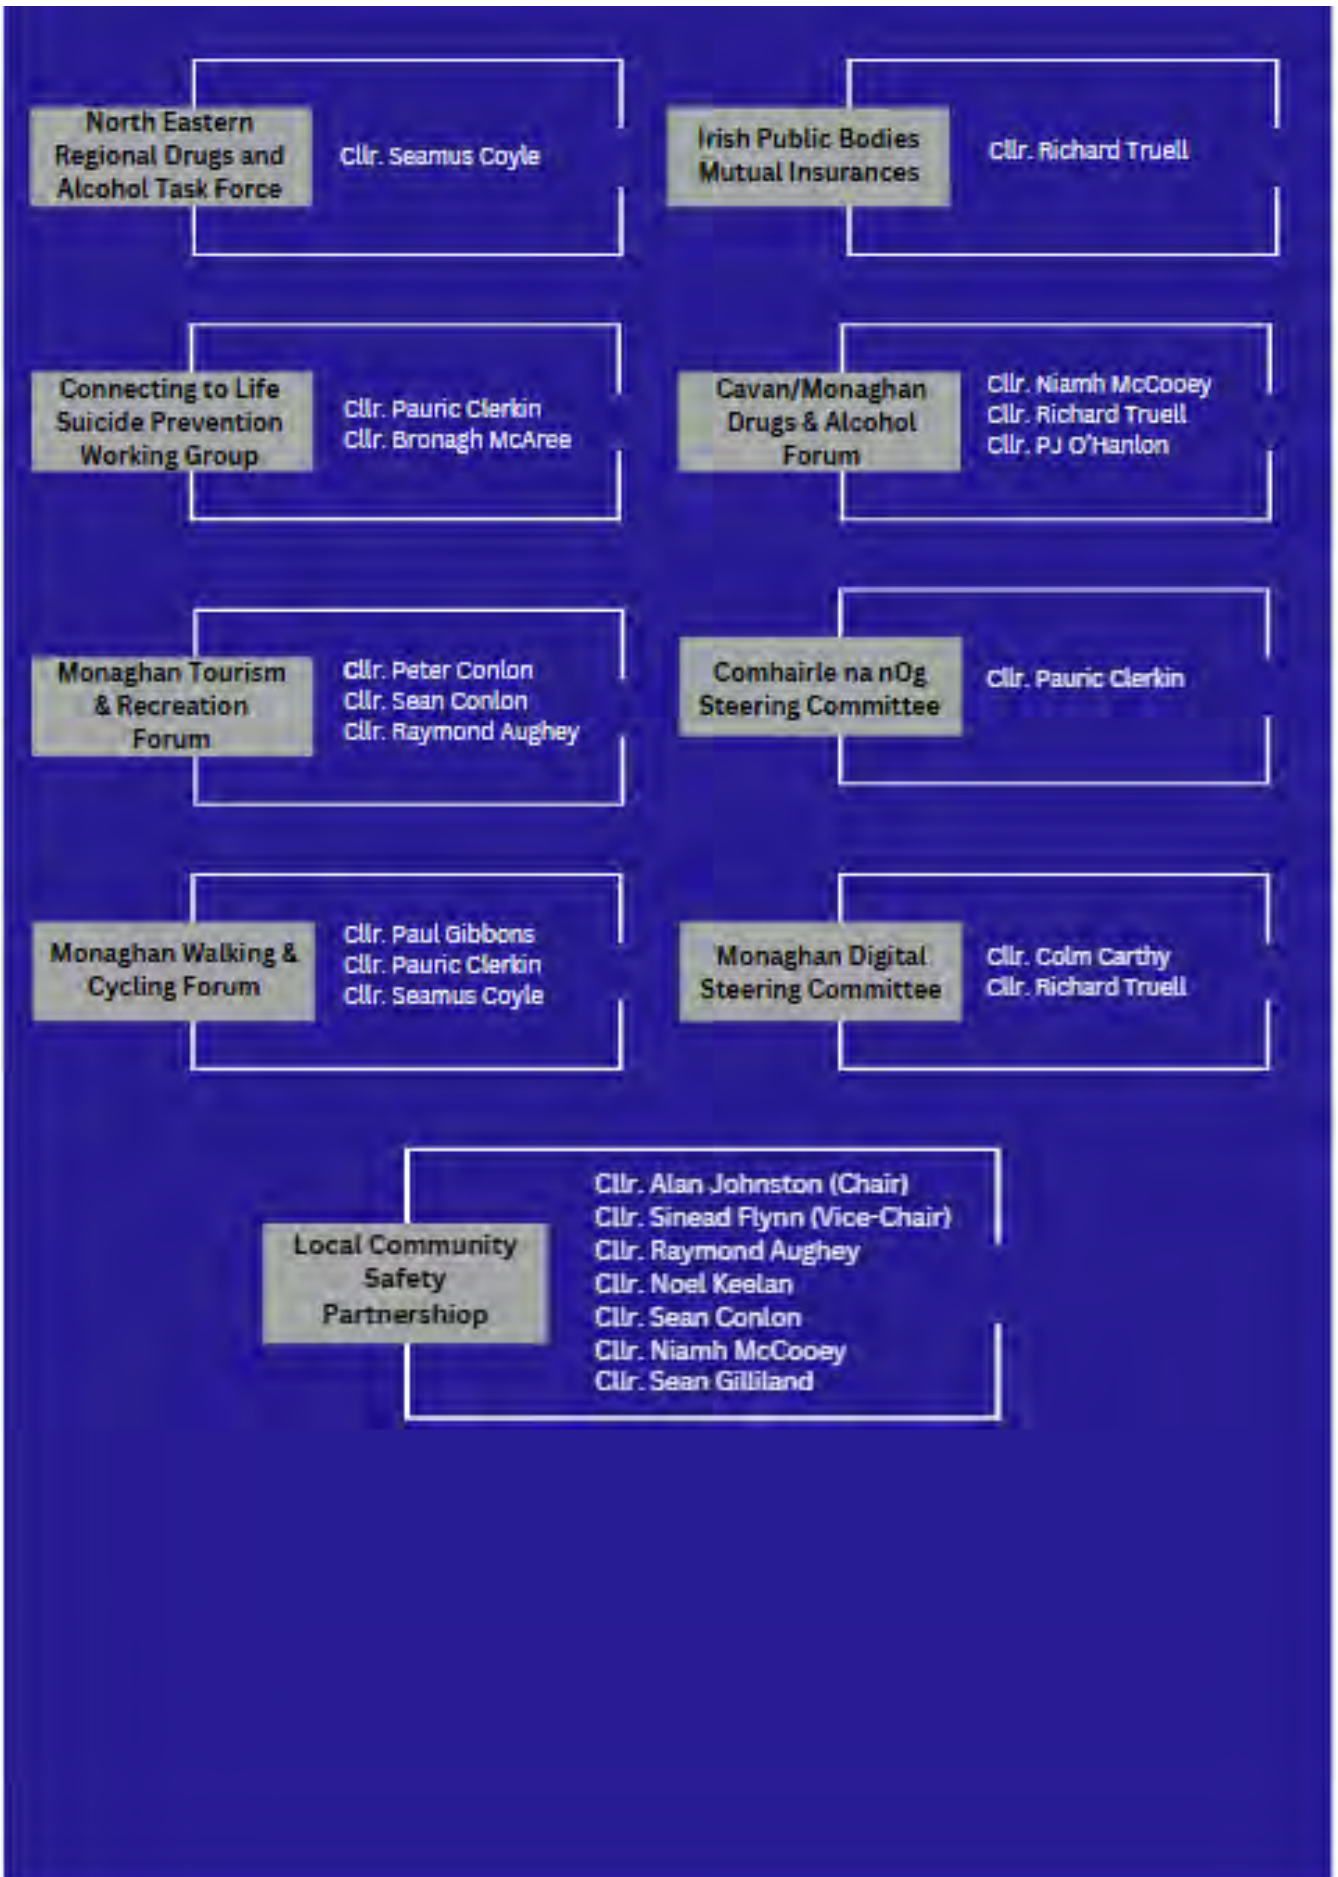 North Eastern
Regional Drugs and
Alcohol Task Force
Cllr. Seamus Coyle
Irish Public Bodies
Mutual Insurances
Cllr. Richard Truell
Connecting to Life
Suicide Prevention
Working Group
Cllr. Pauric Clerkin
Cllr. Bronagh McAree
Cavan/Monaghan
Drugs & Alcohol
Forum
Cllr. Niamh McCooey
Cllr. Richard Truell
Cllr. PJ O'Hanlon
Monaghan Tourism
& Recreation
Forum
Cllr. Peter Conlon
Cllr. Sean Conlon
Cllr. Raymond Aughey
Comhairle na nOg
Steering Committee
Cllr. Pauric Clerkin
Monaghan Walking &
Cycling Forum
Cllr. Paul Gibbons
Cllr. Pauric Clerkin
Cllr. Seamus Coyle
Monaghan Digital
Steering Committee
Cllr. Colm Carthy
Cllr. Richard Truell
Local Community
Safety
Partnershiop
Cllr. Alan Johnston (Chair)
Cllr. Sinead Flynn (Vice-Chair)
Cllr. Raymond Aughey
Cllr. Noel Keelan
Cllr. Sean Conlon
Cllr. Niamh McCooey
Cllr. Sean Gilliland